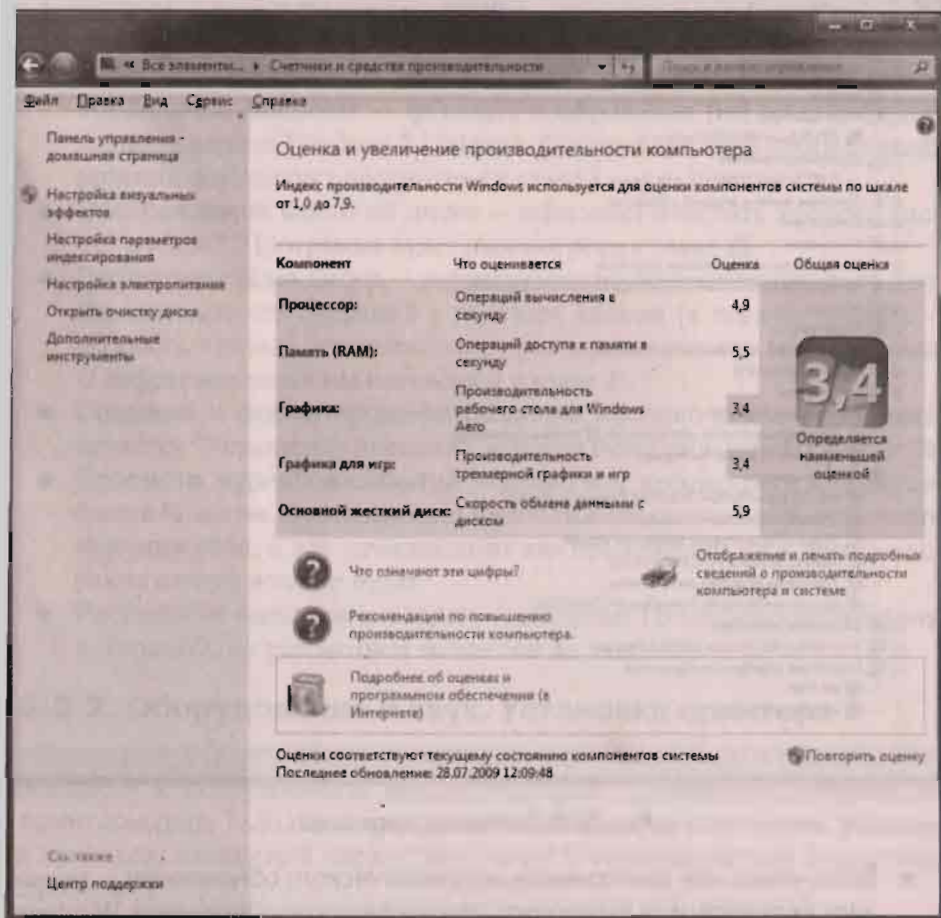 « Все элементы... ▸ Счетчики и средства производительности
Файл Правка Вид Сервис Справка
Панель управления -
домашняя страница
Настройка визуальных
эффектов
Настройка параметров
индексирования
Настройка электропитания
Открыть очистку диска
Дополнительные
инструменты
Оценка и увеличение производительности компьютера
Индекс производительности Windows используется для оценки компонентов системы по шкале
от 1,0 до 7,9.
Компонент Что оценивается Оценка Общая оценка
Процессор: Операций вычисления в
секунду 4,9
Память (RAM): Операций доступа к памяти в
секунду 5,5
Графика: Производительность
рабочего стола для Windows
Aero 3,4
Графика для игр: Производительность
трехмерной графики и игр 3,4
Основной жесткий диск: Скорость обмена данными с
диском 5,9
3,4
Определяется
наименьшей
оценкой
Что означают эти цифры?
Отображение и печать подробных
сведений о производительности
компьютера и системе
Рекомендации по повышению
производительности компьютера.
Подробнее об оценках и
программном обеспечении (в
Интернете)
Оценки соответствуют текущему состоянию компонентов системы
Последнее обновление: 28.07.2009 12:09:48
Повторить оценку
См. также
Центр поддержки